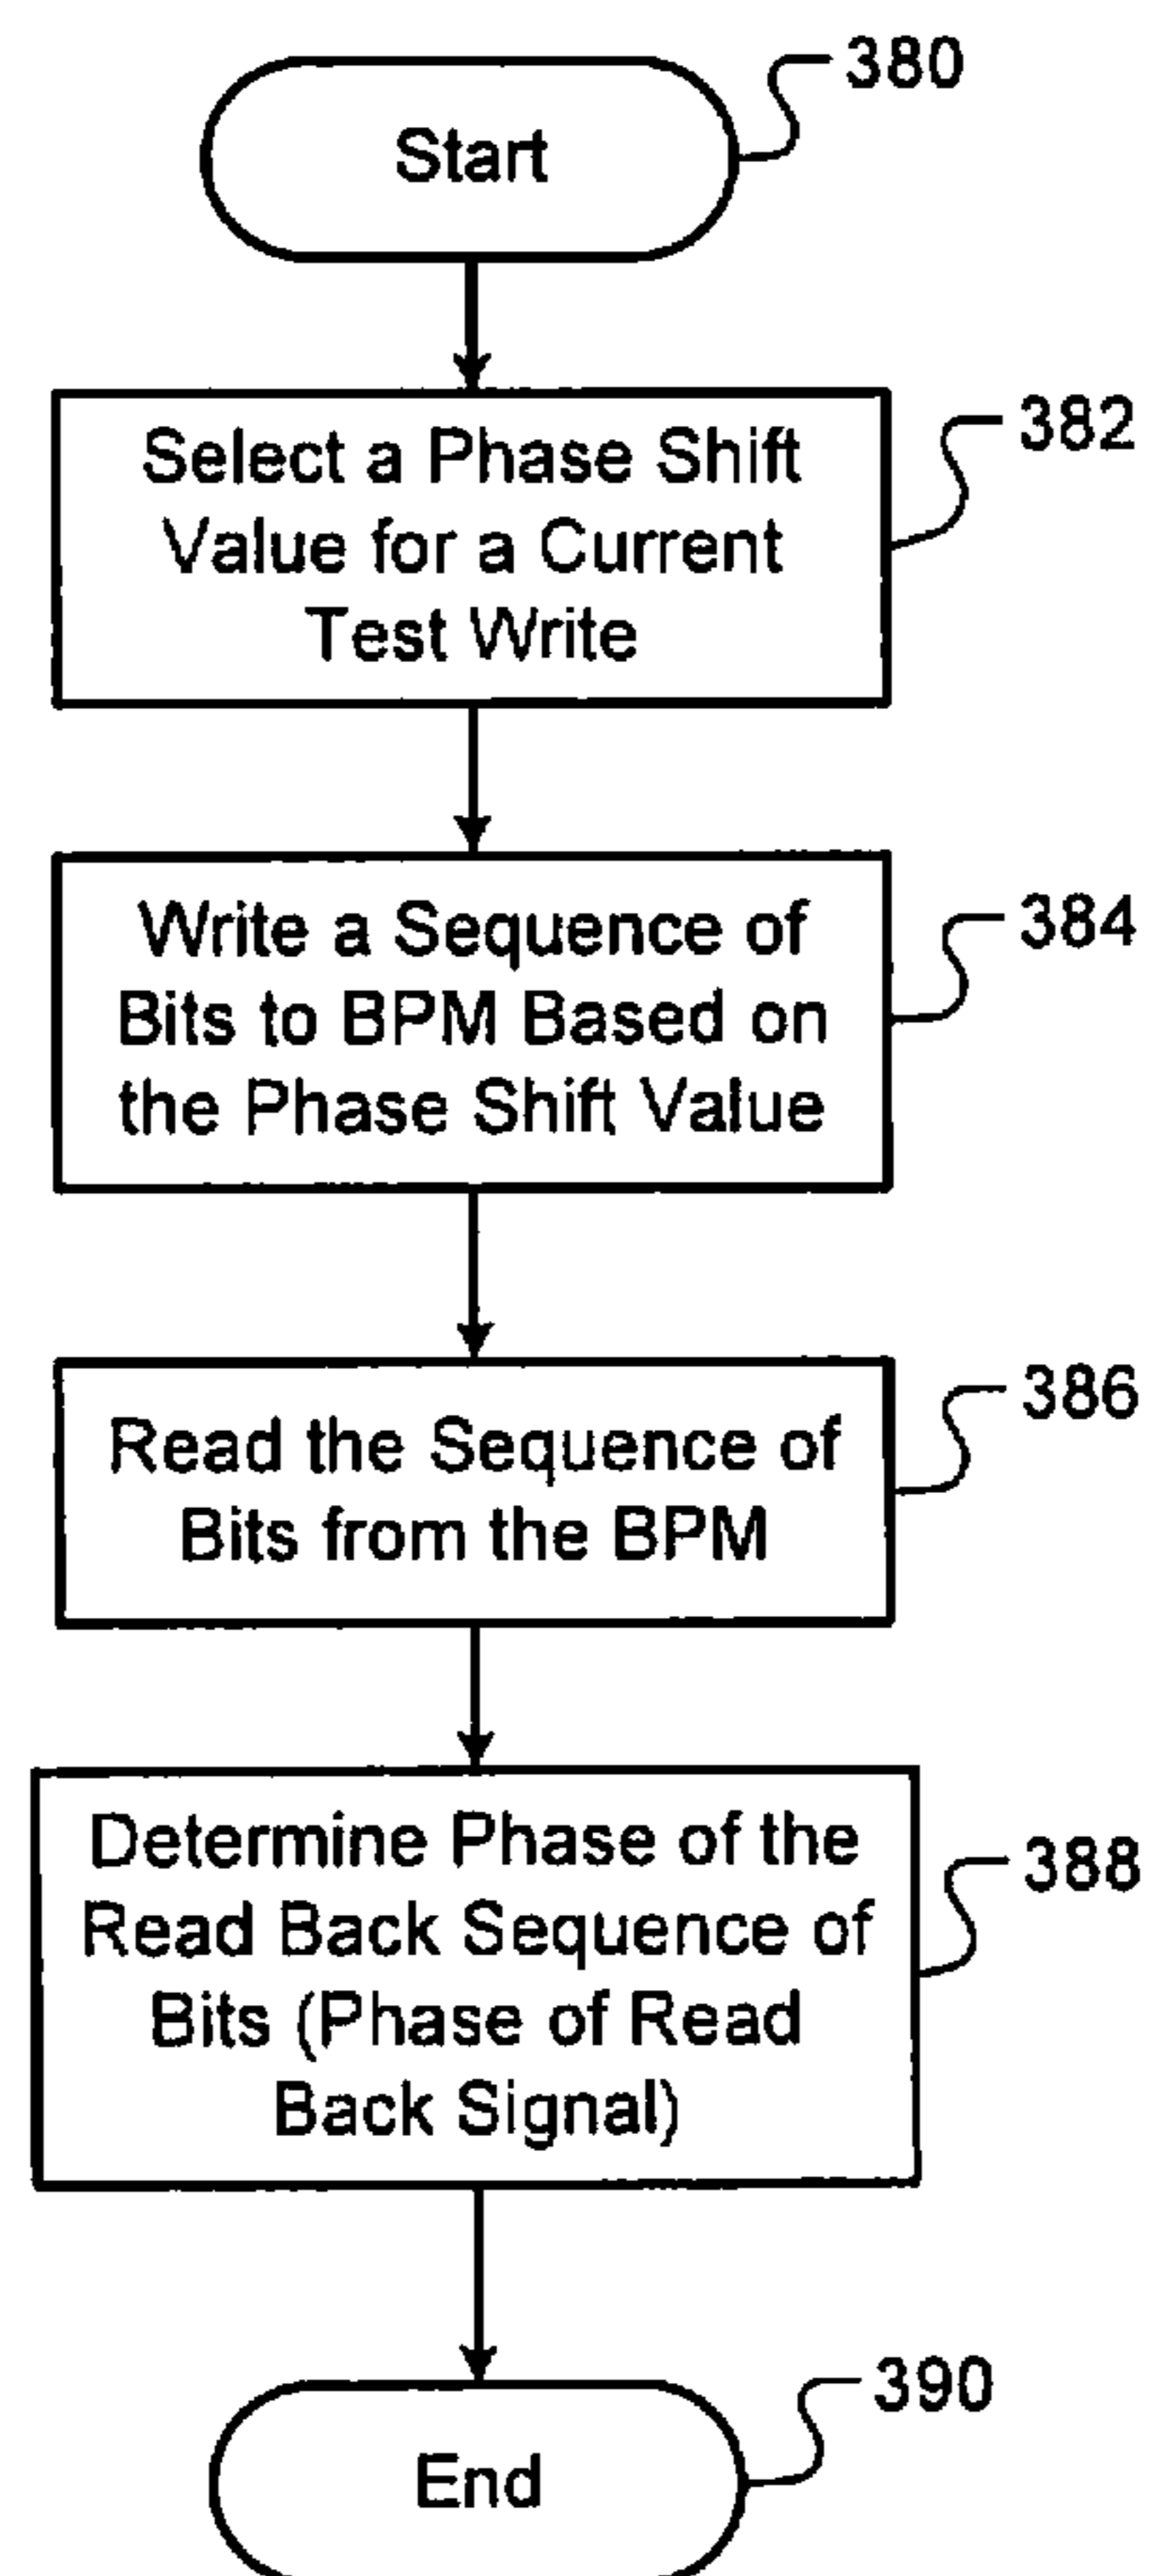 380
Start
382
Select a Phase Shift
Value for a Current
Test Write
384
Write a Sequence of
Bits to BPM Based on
the Phase Shift Value
386
Read the Sequence of
Bits from the BPM
388
Determine Phase of the
Read Back Sequence of
Bits (Phase of Read
Back Signal)
390
End